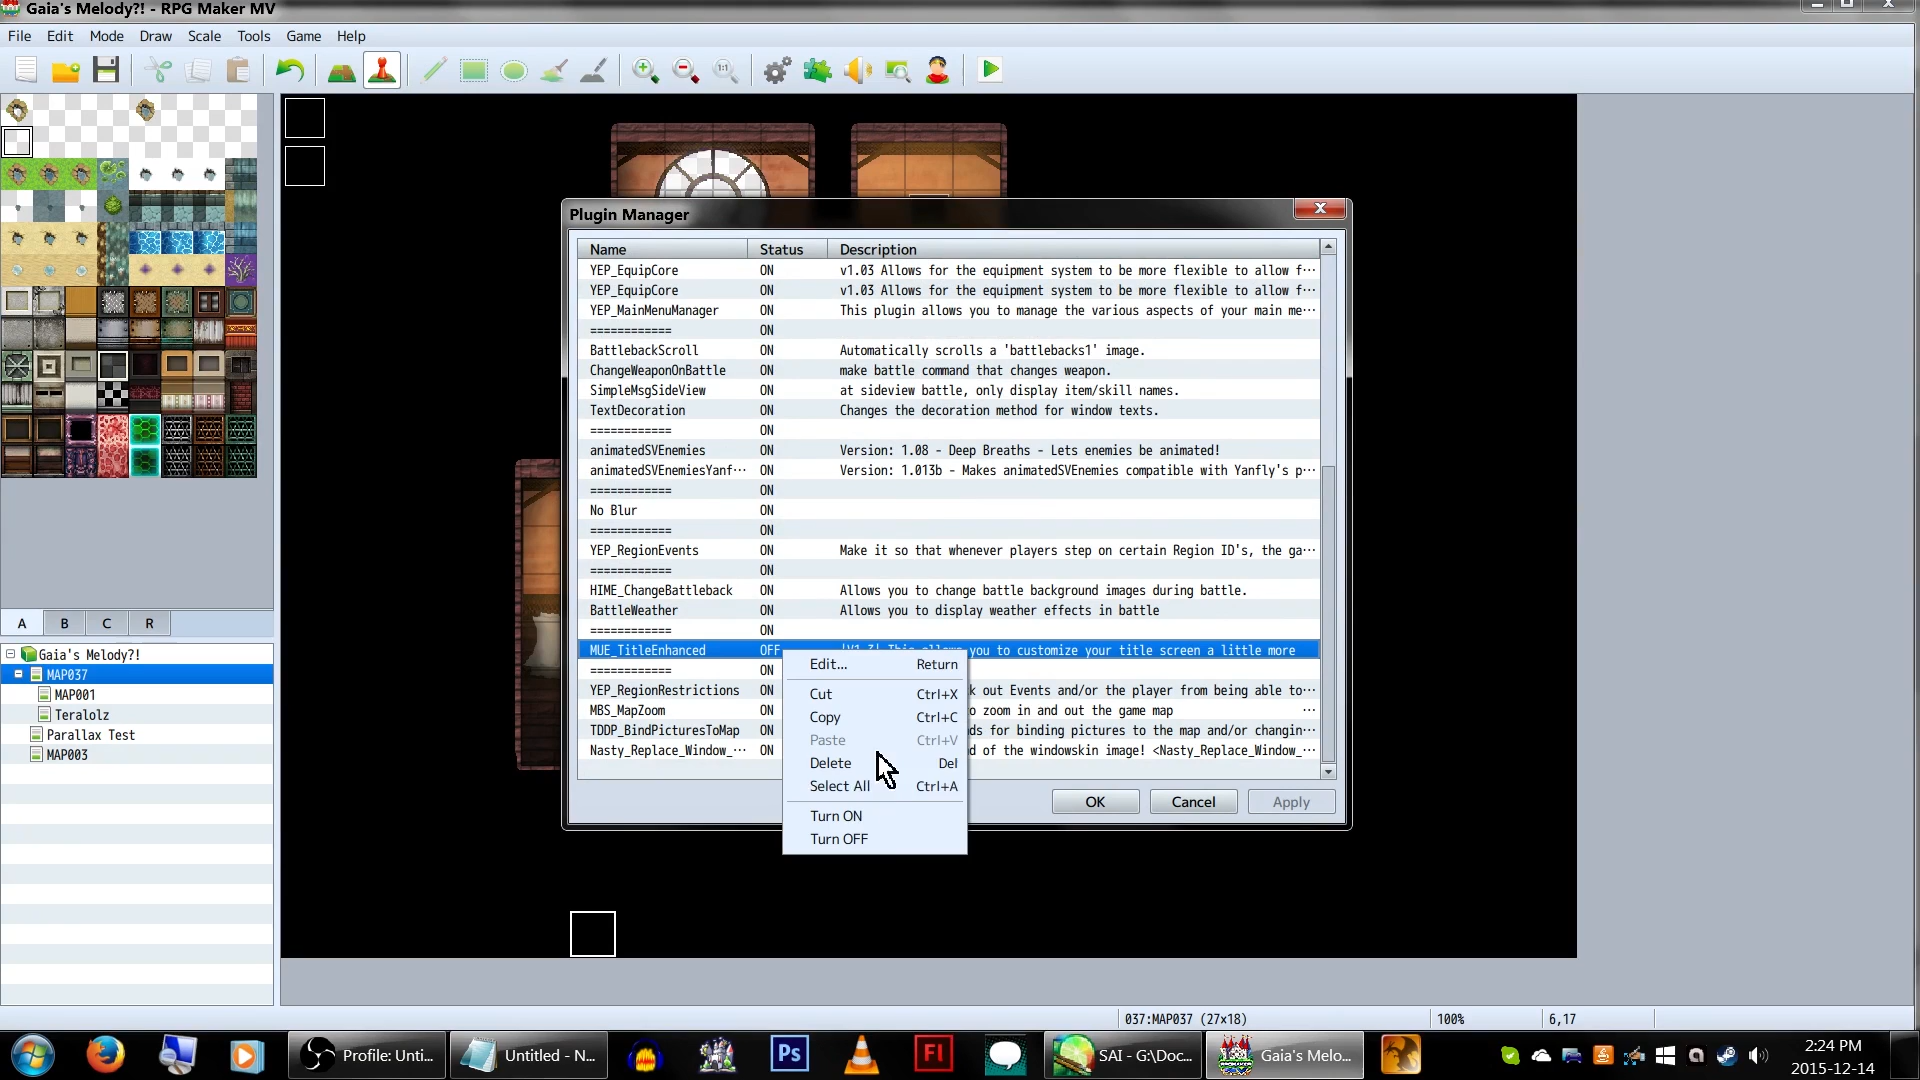 Gaia's Melody?! - RPG Maker MV
File Edit Mode Draw Scale Tools Game Help
1:1
Plugin Manager
Name Status Description
YEP_EquipCore ON v1.03 Allows for the equipment system to be more flexible to allow f···
YEP_EquipCore ON v1.03 Allows for the equipment system to be more flexible to allow f···
YEP_MainMenuManager ON This plugin allows you to manage the various aspects of your main me···
============ ON
BattlebackScroll ON Automatically scrolls a 'battlebacks1' image.
ChangeWeaponOnBattle ON make battle command that changes weapon.
SimpleMsgSideView ON at sideview battle, only display item/skill names.
TextDecoration ON Changes the decoration method for window texts.
============ ON
animatedSVEnemies ON Version: 1.08 - Deep Breaths - Lets enemies be animated!
animatedSVEnemiesYanf··· ON Version: 1.013b - Makes animatedSVEnemies compatible with Yanfly's p···
============ ON
No Blur ON
============ ON
YEP_RegionEvents ON Make it so that whenever players step on certain Region ID's, the ga···
============ ON
HIME_ChangeBattleback ON Allows you to change battle background images during battle.
BattleWeather ON Allows you to display weather effects in battle
============ ON
MUE_TitleEnhanced OFF |V1.3| This allows you to customize your title screen a little more
============ ON
YEP_RegionRestrictions ON k out Events and/or the player from being able to···
MBS_MapZoom ON o zoom in and out the game map ···
TDDP_BindPicturesToMap ON ds for binding pictures to the map and/or changin···
Nasty_Replace_Window_··· ON d of the windowskin image! <Nasty_Replace_Window_···
Edit... Return
Cut Ctrl+X
Copy Ctrl+C
Paste Ctrl+V
Delete Del
Select All Ctrl+A
Turn ON
Turn OFF
OK Cancel Apply
A B C R
Gaia's Melody?!
MAP037
MAP001
Teralolz
Parallax Test
MAP003
037:MAP037 (27x18) 100% 6,17
Profile: Unti...
Untitled - N...
Ps
Fl
SAI - G:\Doc...
Gaia's Melo...
2:24 PM
2015-12-14